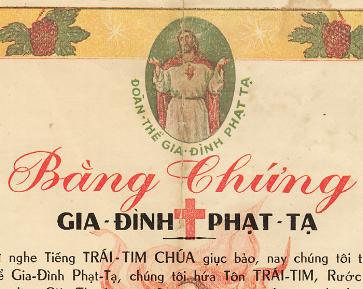 ĐOÀN-THỂ GIA-ĐÌNH PHẠT TẠ
Bằng Chứng
GIA-ĐÌNH PHẠT-TẠ
nghe Tiếng TRÁI-TIM CHÚA giục bảo, nay chúng tôi t
Gia-Đình Phạt-Tạ, chúng tôi hứa Tôn TRÁI-TIM, Rước